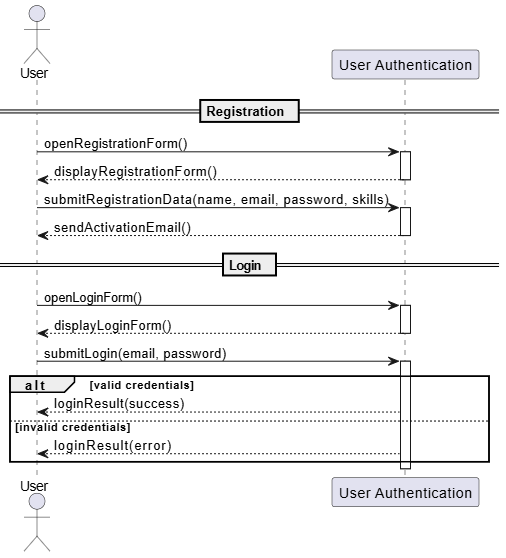 User
User Authentication
Registration
openRegistrationForm()
displayRegistrationForm()
submitRegistrationData(name, email, password, skills)
sendActivationEmail()
Login
openLoginForm()
displayLoginForm()
submitLogin(email, password)
alt [valid credentials]
loginResult(success)
[invalid credentials]
loginResult(error)
User
User Authentication